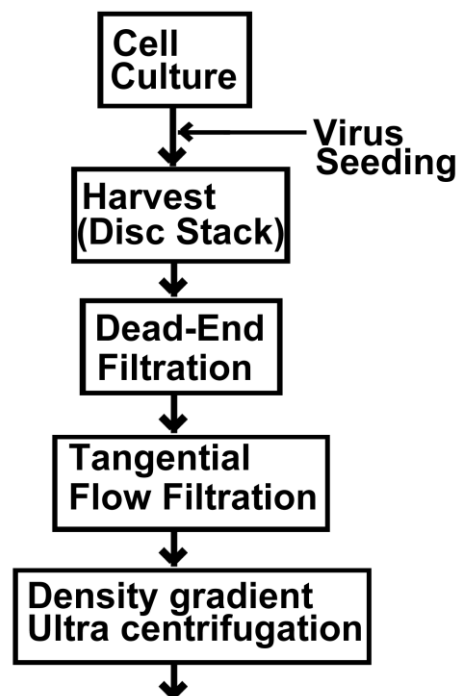 Cell
Culture
Virus
Seeding
Harvest
(Disc Stack)
Dead-End
Filtration
Tangential
Flow Filtration
Density gradient
Ultra centrifugation